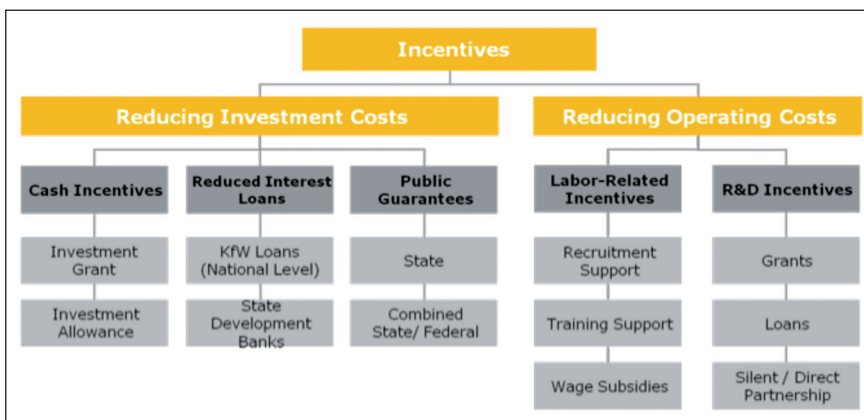 Incentives
Reducing Investment Costs
Reducing Operating Costs
Cash Incentives
Reduced Interest
Loans
Public
Guarantees
Labor-Related
Incentives
R&D Incentives
Investment
Grant
KfW Loans
(National Level)
State
Recruitment
Support
Grants
Investment
Allowance
State
Development
Banks
Combined
State/ Federal
Training Support
Loans
Wage Subsidies
Silent / Direct
Partnership